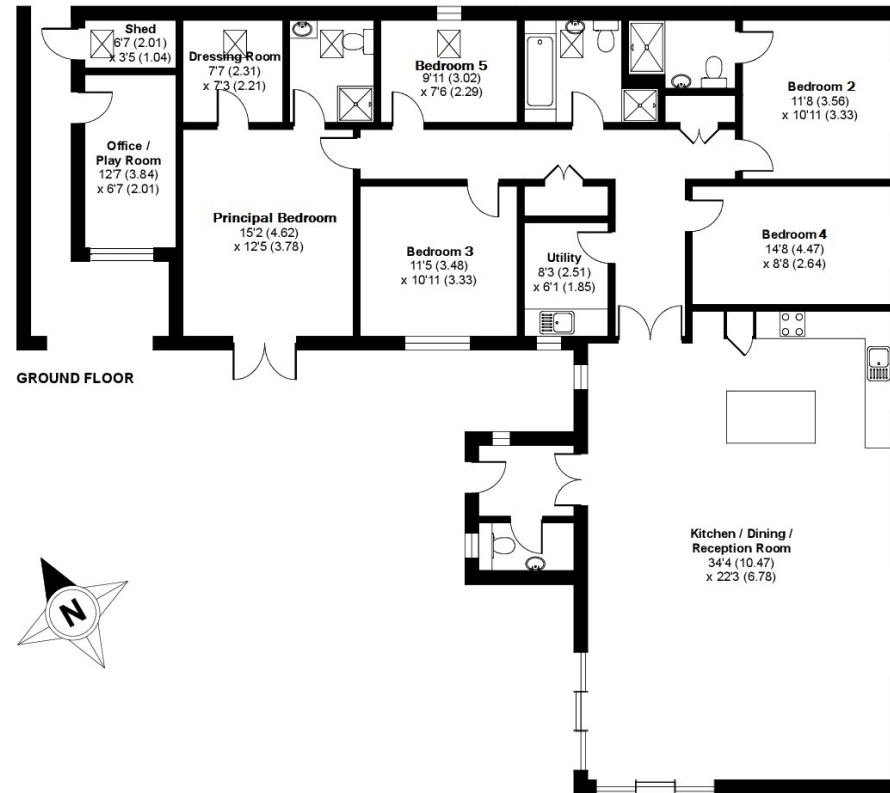 Shed
6'7 (2.01)
x 3'5 (1.04)
Dressing Room
7'7 (2.31)
x 7'3 (2.21)
Bedroom 5
9'11 (3.02)
x 7'6 (2.29)
Bedroom 2
11'8 (3.56)
x 10'11 (3.33)
Office /
Play Room
12'7 (3.84)
x 6'7 (2.01)
Principal Bedroom
15'2 (4.62)
x 12'5 (3.78)
Bedroom 3
11'5 (3.48)
x 10'11 (3.33)
Utility
8'3 (2.51)
x 6'1 (1.85)
Bedroom 4
14'8 (4.47)
x 8'8 (2.64)
GROUND FLOOR
Kitchen / Dining /
Reception Room
34'4 (10.47)
x 22'3 (6.78)
N